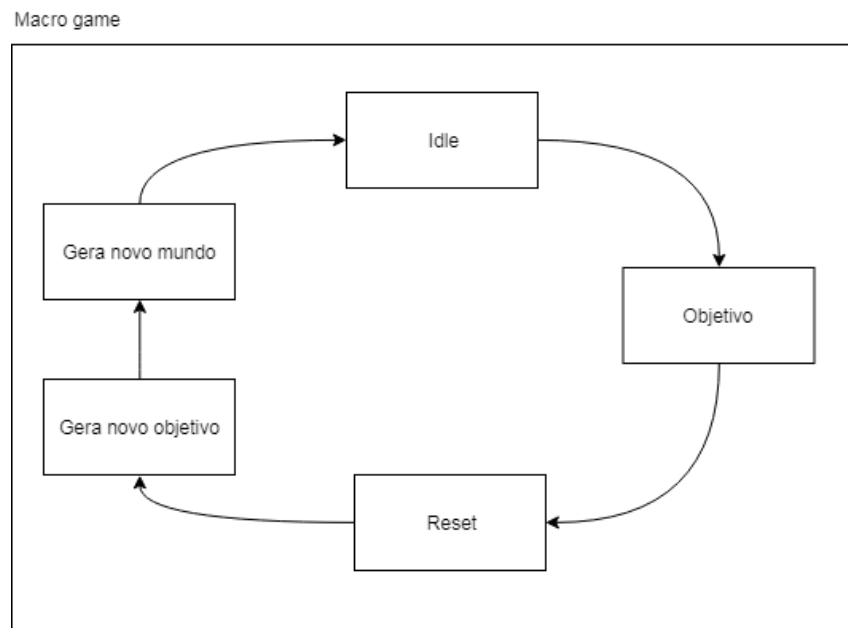 Macro game
Idle
Gera novo mundo
Objetivo
Gera novo objetivo
Reset